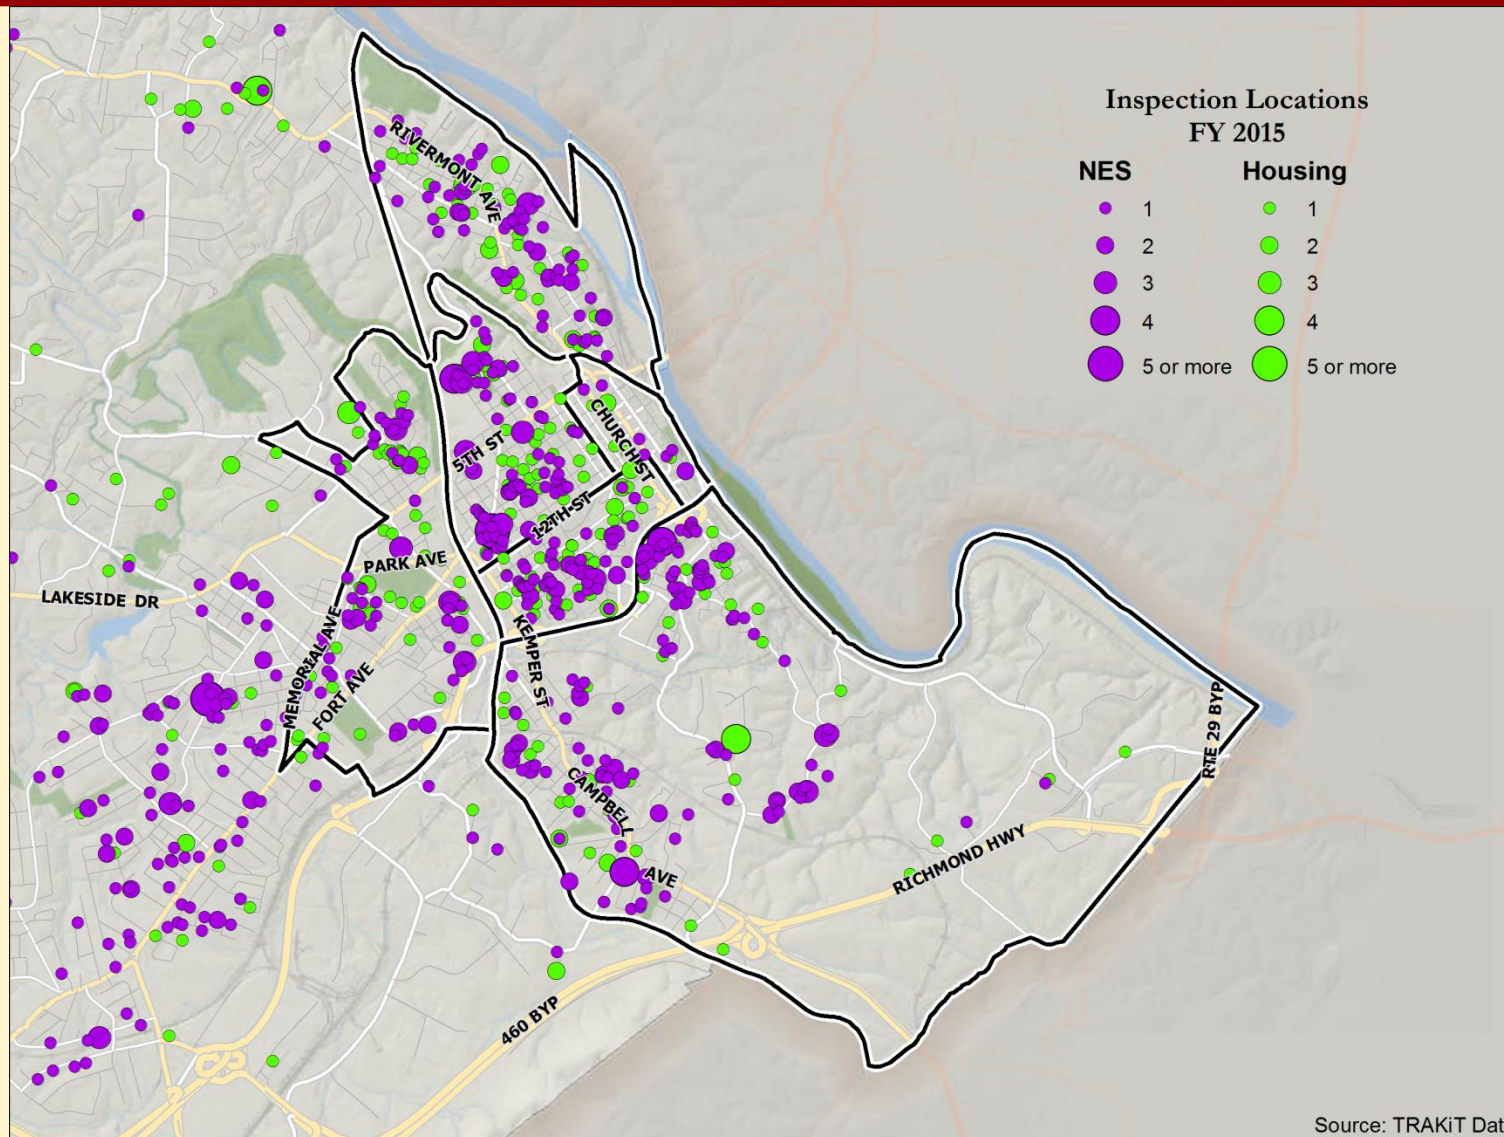 Inspection Locations
FY 2015
NES Housing
1 1
2 2
3 3
4 4
5 or more 5 or more
RIVERMONT AVE
CHURCH ST
5TH ST
12TH ST
PARK AVE
LAKESIDE DR
MEMORIAL AVE
FORT AVE
KEMPER ST
CAMPBELL AVE
RTE 29 BYP
RICHMOND HWY
460 BYP
Source: TRAKiT Dat